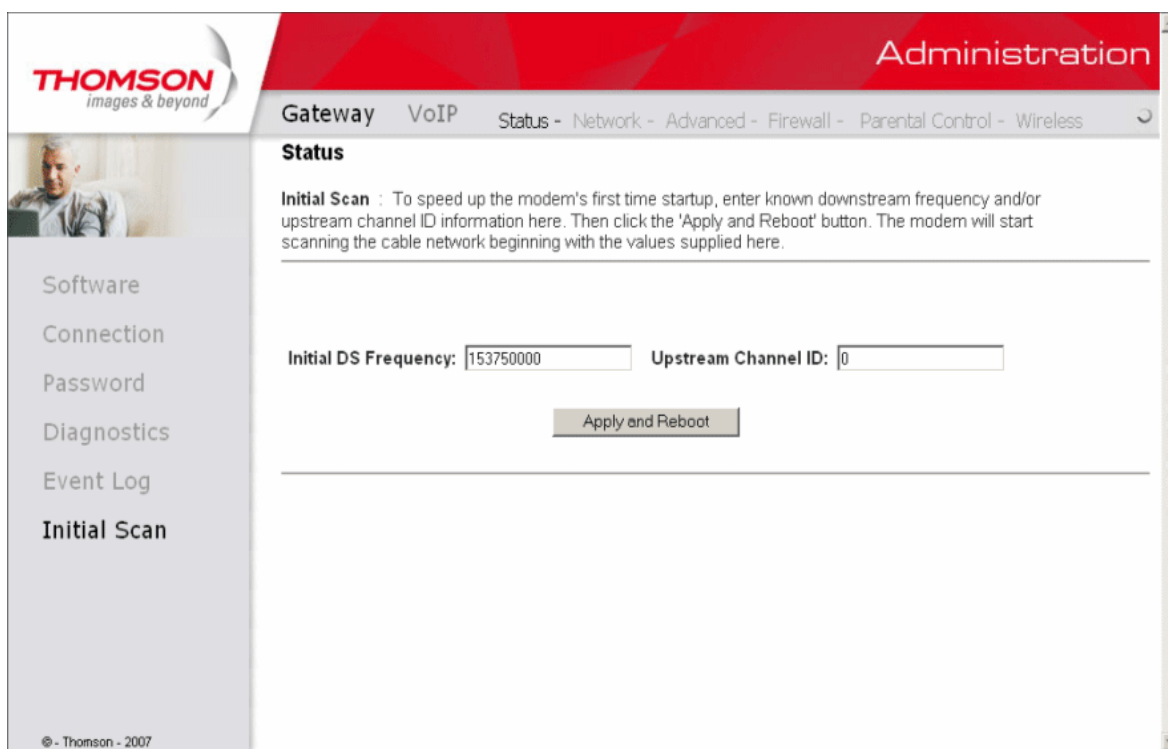 Administration
THOMSON
images & beyond
Gateway VoIP Status - Network - Advanced - Firewall - Parental Control - Wireless
Status
Initial Scan : To speed up the modem's first time startup, enter known downstream frequency and/or
upstream channel ID information here. Then click the 'Apply and Reboot' button. The modem will start
scanning the cable network beginning with the values supplied here.
Software
Connection
Password
Diagnostics
Event Log
Initial Scan
Initial DS Frequency: 153750000 Upstream Channel ID: 0
Apply and Reboot
© - Thomson - 2007